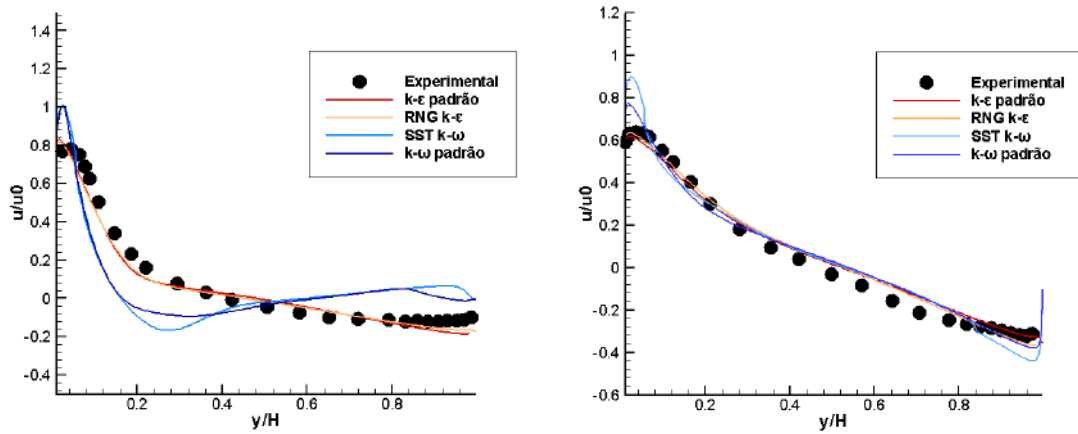 1.4
1.2
1
0.8
0.6
0.4
0.2
0
-0.2
-0.4
u/u0
0.2
0.4
0.6
0.8
y/H
Experimental
k-ε padrão
RNG k-ε
SST k-ω
k-ω padrão
1.2
1
0.8
0.6
0.4
0.2
0
-0.2
-0.4
-0.6
u/u0
0.2
0.4
0.6
0.8
y/H
Experimental
k-ε padrão
RNG k-ε
SST k-ω
k-ω padrão